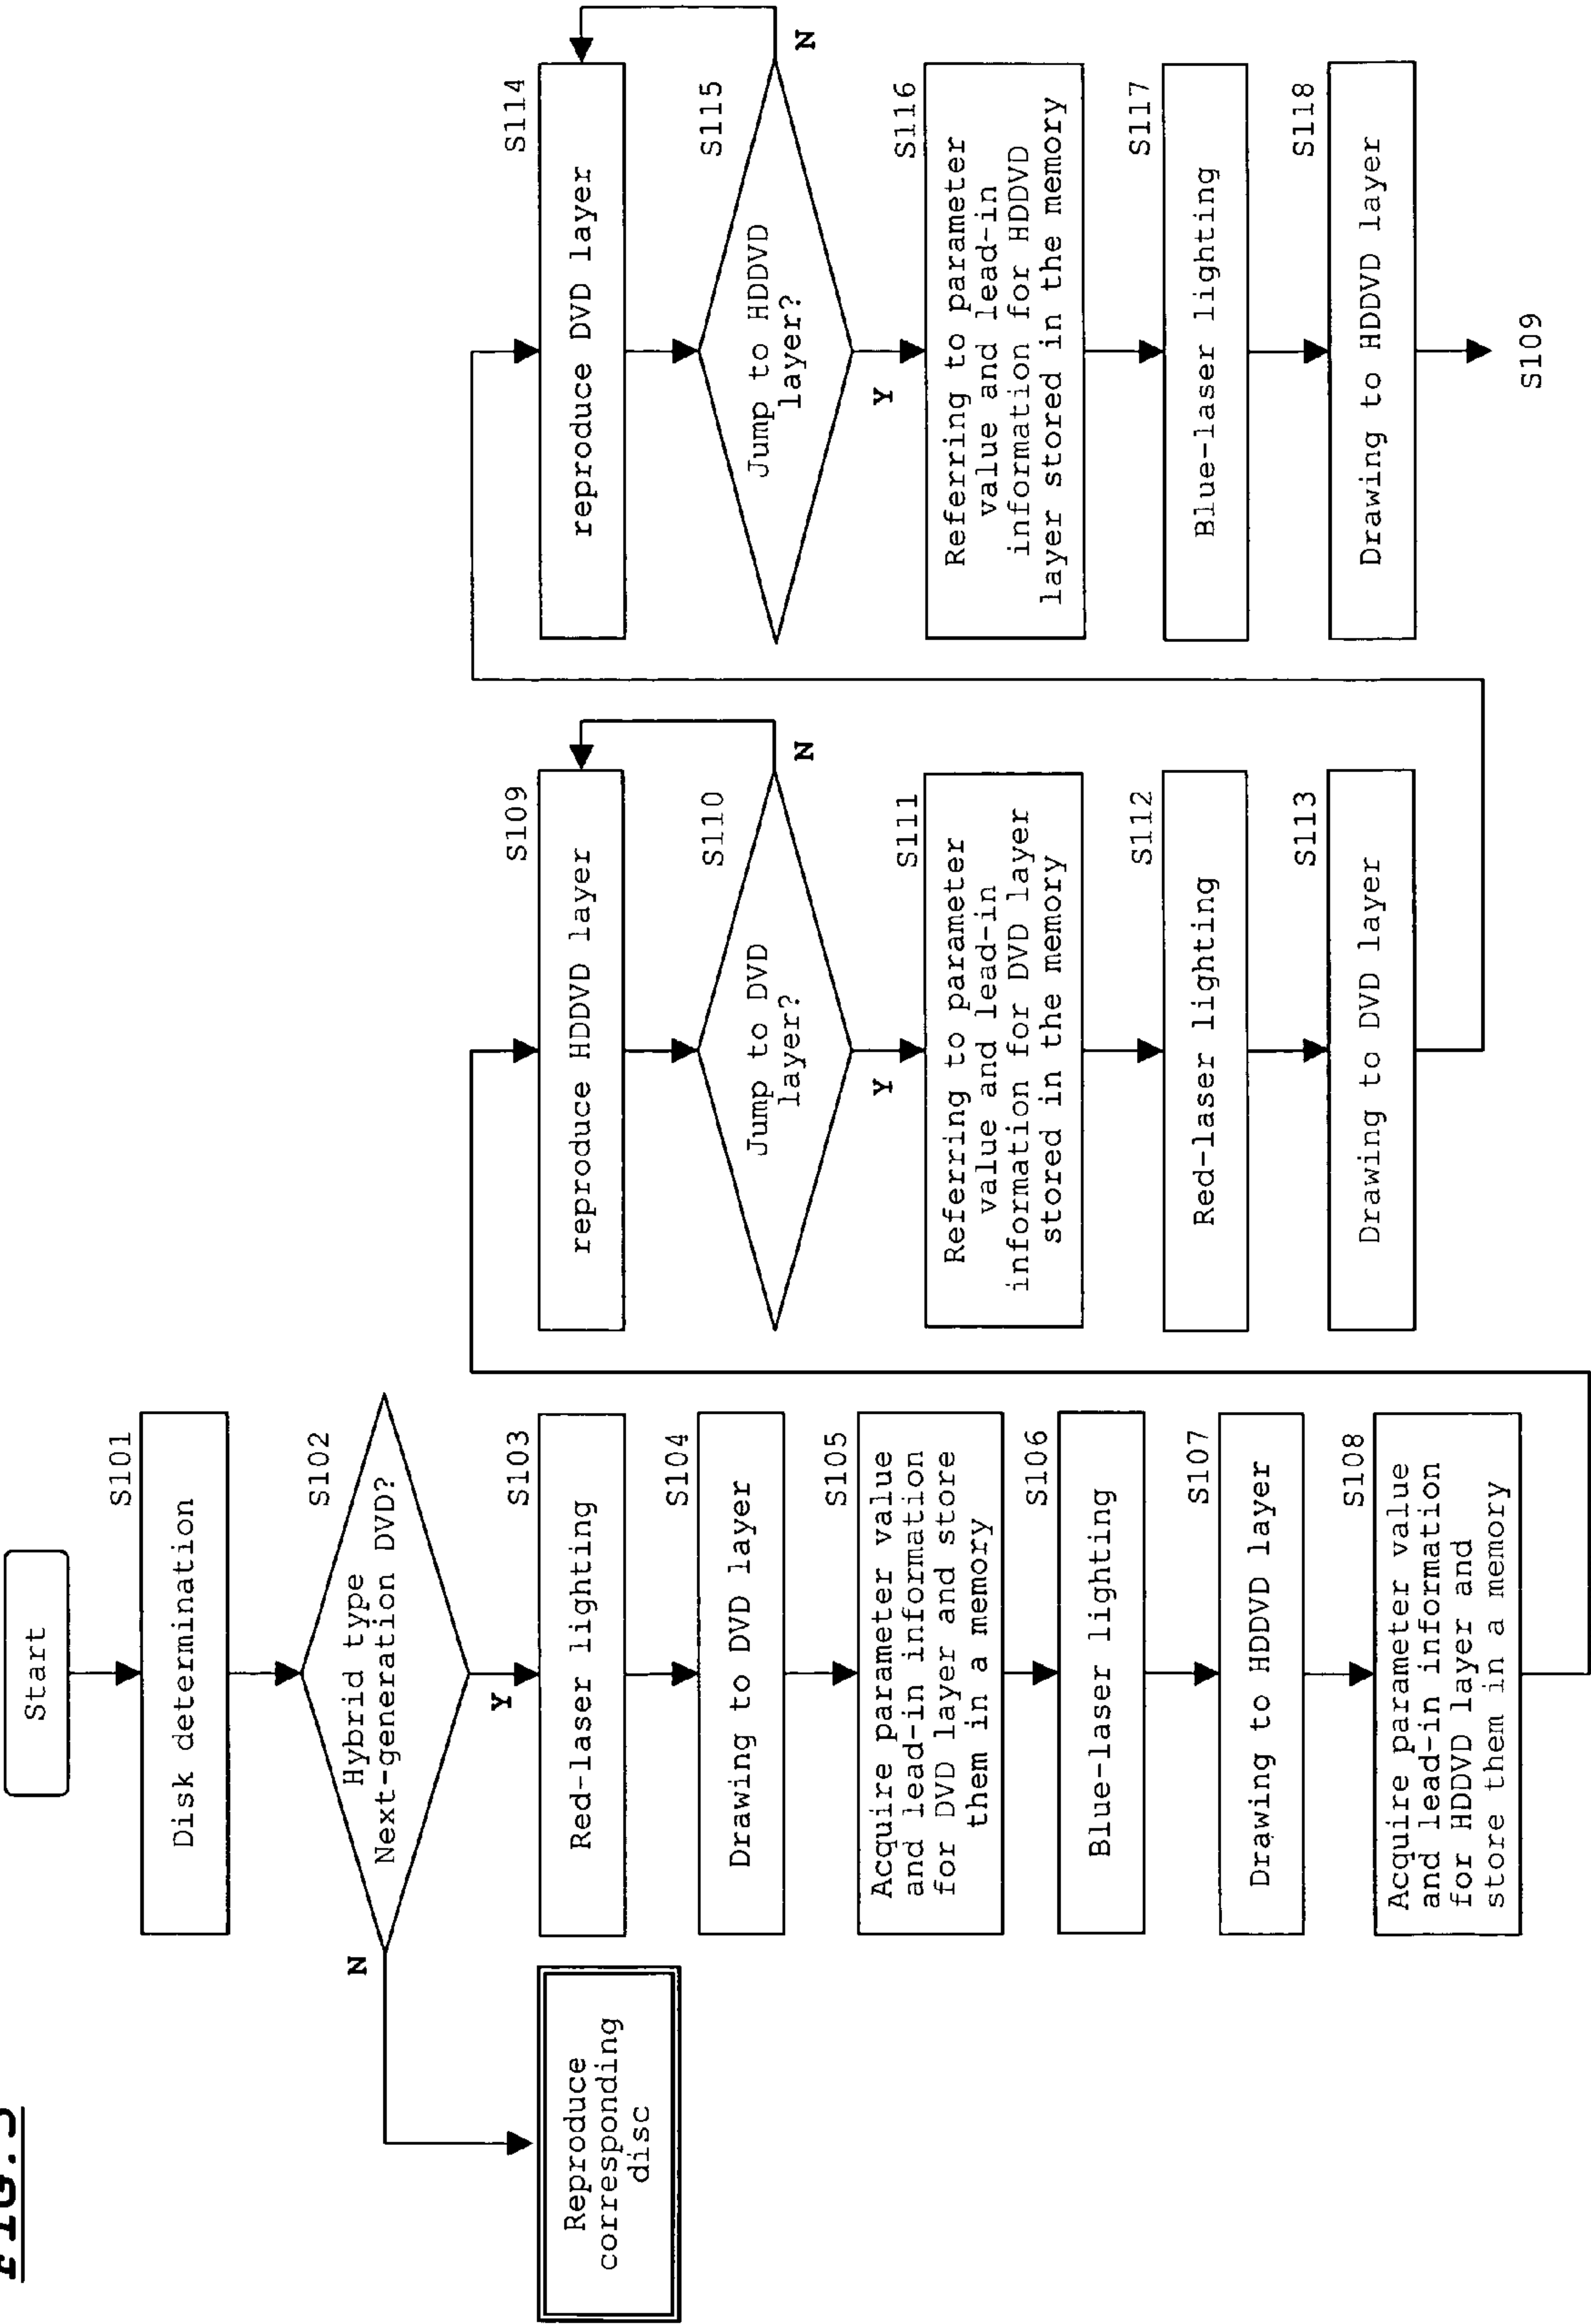 FIG.5
Start
S101
Disk determination
S102
Hybrid type
Next-generation DVD?
N
Y
Reproduce
corresponding
disc
S103
Red-laser lighting
S104
Drawing to DVD layer
S105
Acquire parameter value
and lead-in information
for DVD layer and store
them in a memory
S106
Blue-laser lighting
S107
Drawing to HDDVD layer
S108
Acquire parameter value
and lead-in information
for HDDVD layer and
store them in a memory
S109
reproduce HDDVD layer
S110
Jump to DVD
layer?
N
Y
S111
Referring to parameter
value and lead-in
information for DVD layer
stored in the memory
S112
Red-laser lighting
S113
Drawing to DVD layer
S114
reproduce DVD layer
S115
Jump to HDDVD
layer?
N
Y
S116
Referring to parameter
value and lead-in
information for HDDVD
layer stored in the memory
S117
Blue-laser lighting
S118
Drawing to HDDVD layer
S109